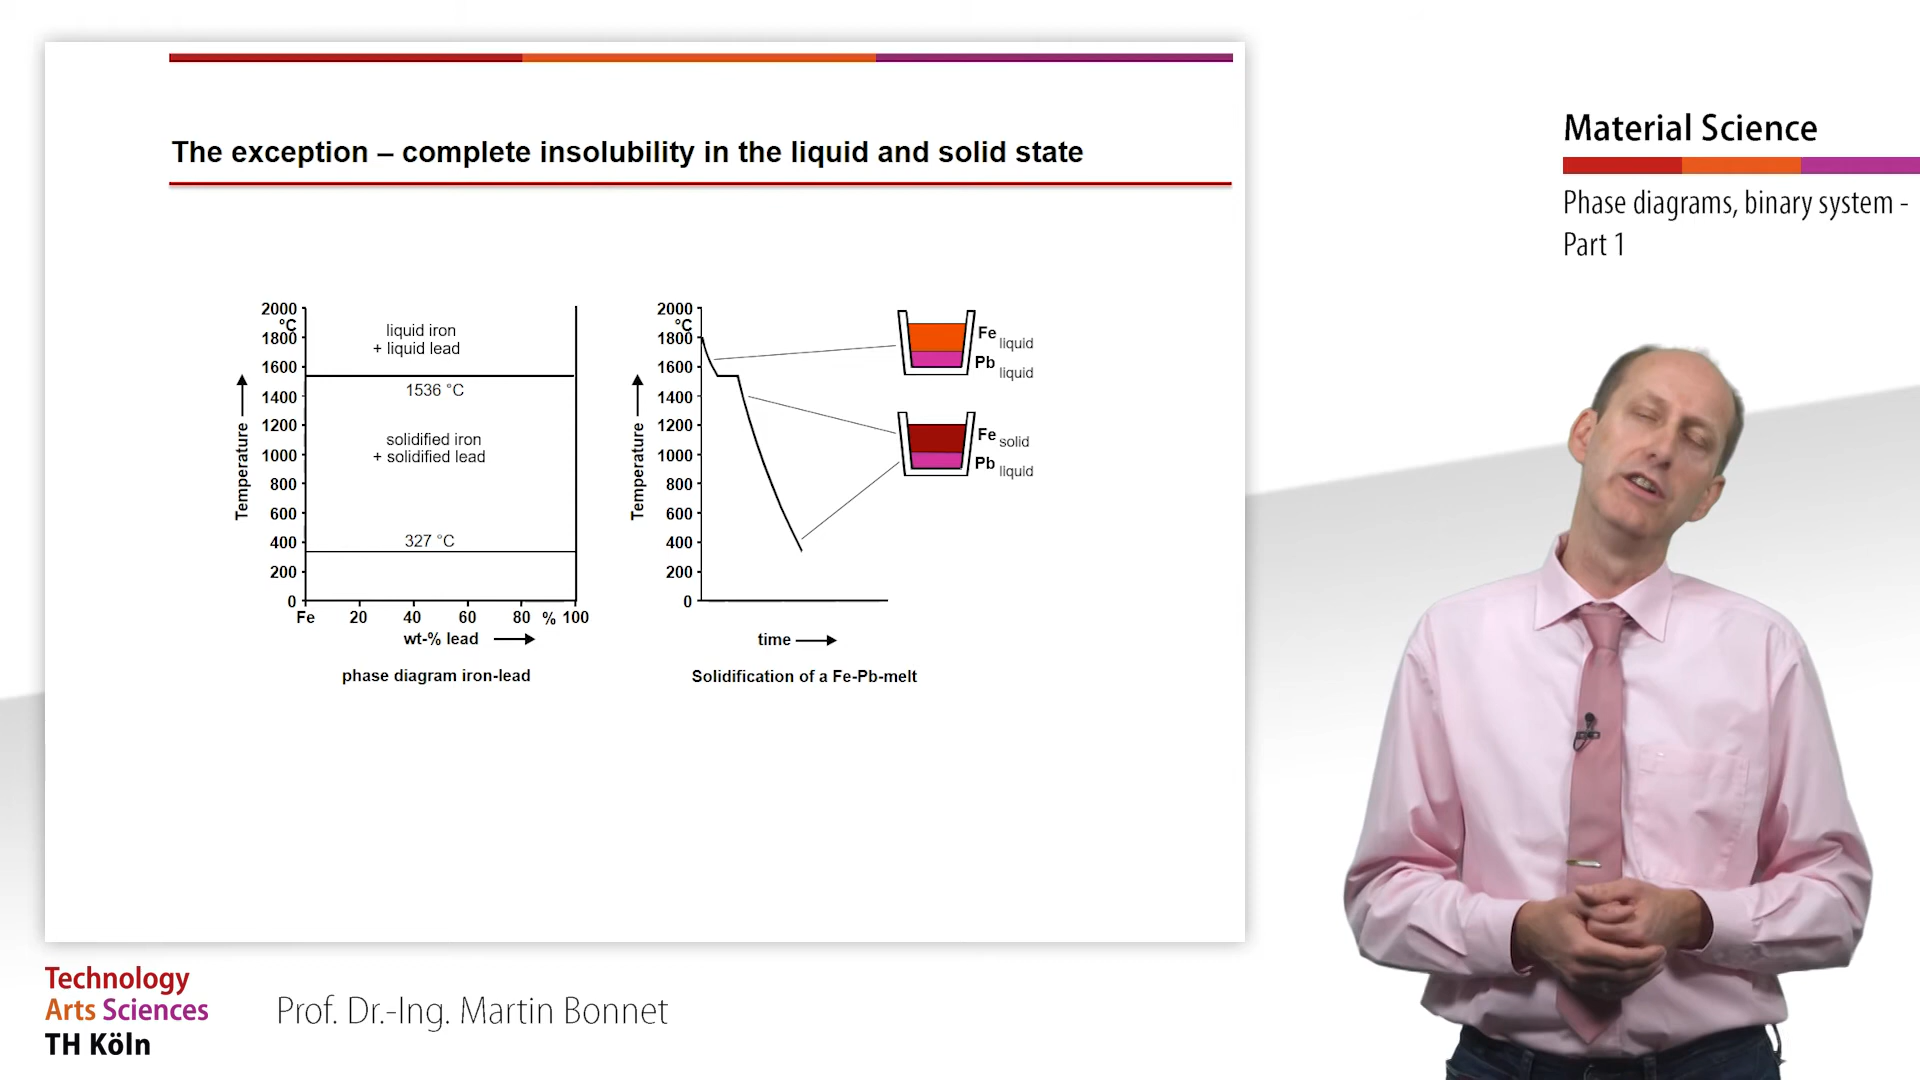 The exception – complete insolubility in the liquid and solid state
Material Science
Phase diagrams, binary system -
Part 1
2000
°C
1800
1600
1400
1200
1000
800
600
400
200
0
Temperature
liquid iron
+ liquid lead
1536 °C
solidified iron
+ solidified lead
327 °C
Fe 20 40 60 80 % 100
wt-% lead
phase diagram iron-lead
2000
°C
1800
1600
1400
1200
1000
800
600
400
200
0
Temperature
Fe liquid
Pb liquid
Fe solid
Pb liquid
time
Solidification of a Fe-Pb-melt
Technology
Arts Sciences
TH Köln
Prof. Dr.-Ing. Martin Bonnet